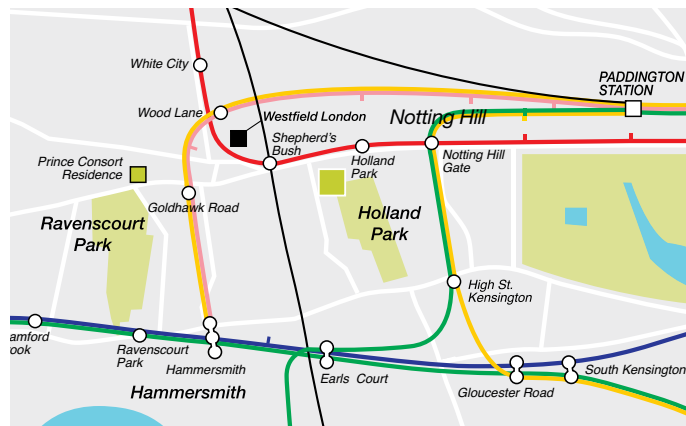 White City
PADDINGTON
STATION
Wood Lane
Westfield London
Notting Hill
Shepherd's
Bush
Holland
Park
Notting Hill
Gate
Prince Consort
Residence
Goldhawk Road
Ravenscourt
Park
Holland
Park
High St.
Kensington
amford
ook
Ravenscourt
Park
Hammersmith
Earls Court
South Kensington
Gloucester Road
Hammersmith